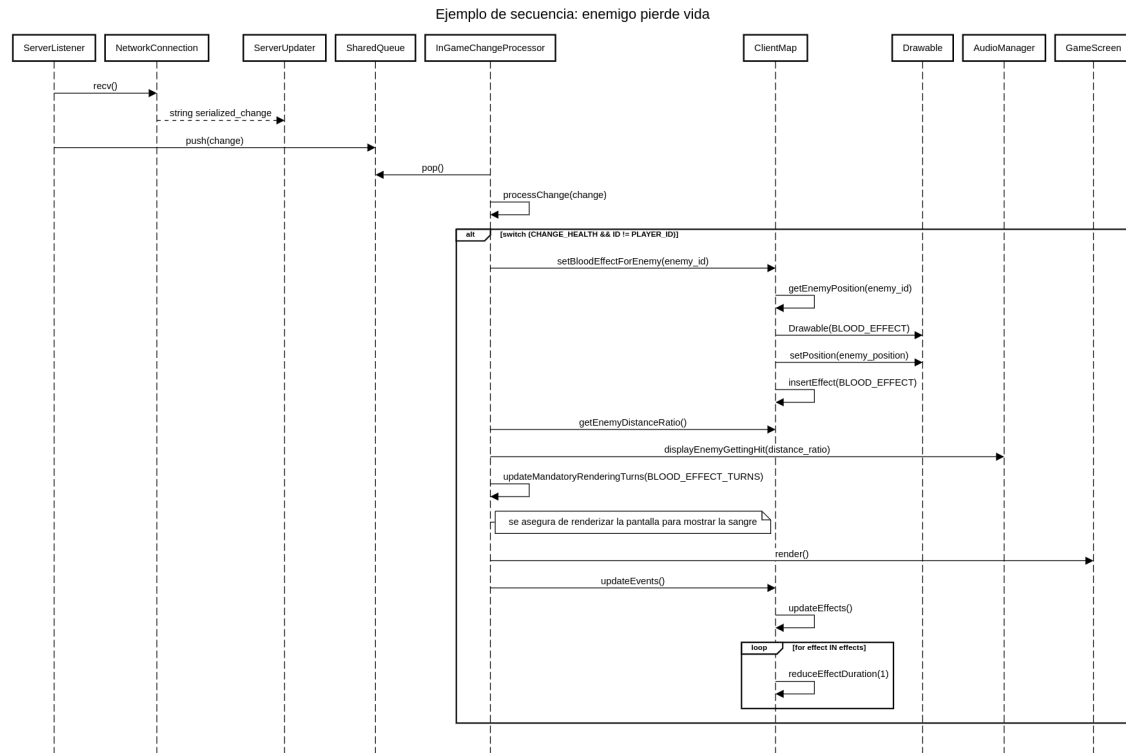 Ejemplo de secuencia: enemigo pierde vida
ServerListener
NetworkConnection
ServerUpdater
SharedQueue
InGameChangeProcessor
ClientMap
Drawable
AudioManager
GameScreen
recv()
string serialized_change
push(change)
pop()
processChange(change)
alt
[switch (CHANGE_HEALTH && ID != PLAYER_ID)]
setBloodEffectForEnemy(enemy_id)
getEnemyPosition(enemy_id)
Drawable(BLOOD_EFFECT)
setPosition(enemy_position)
insertEffect(BLOOD_EFFECT)
getEnemyDistanceRatio()
displayEnemyGettingHit(distance_ratio)
updateMandatoryRenderingTurns(BLOOD_EFFECT_TURNS)
se asegura de renderizar la pantalla para mostrar la sangre
render()
updateEvents()
updateEffects()
loop
[for effect IN effects]
reduceEffectDuration(1)